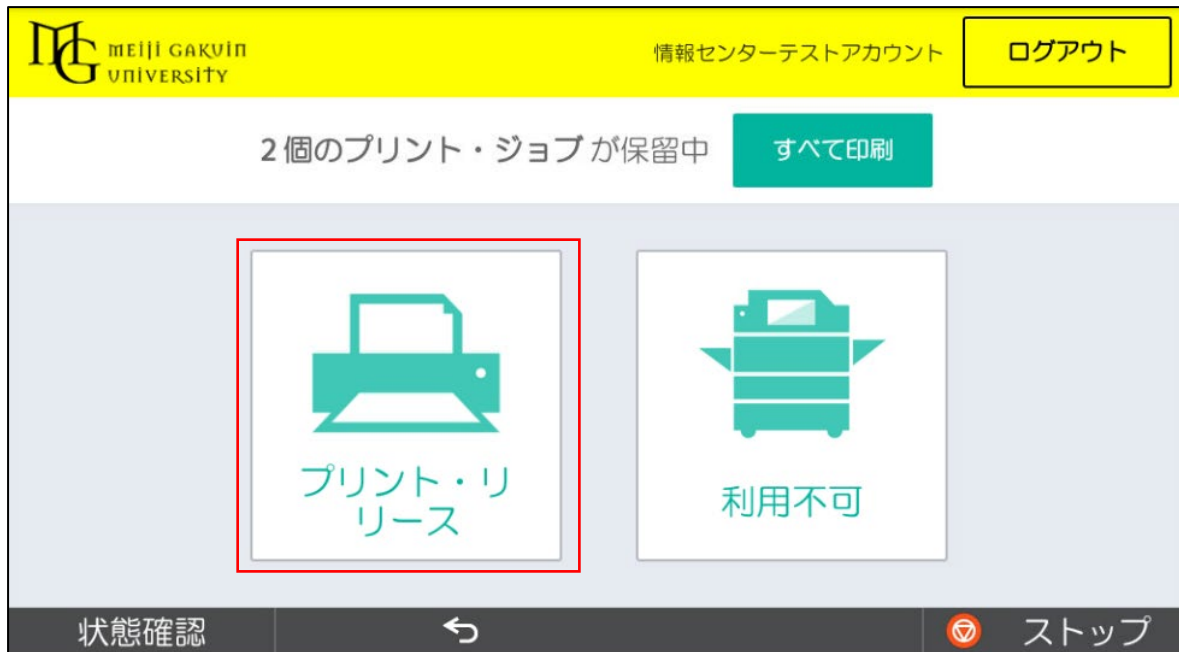 MG MEIJI GAKUIN
UNIVERSITY
情報センターテストアカウント
ログアウト
2個のプリント・ジョブ が保留中
すべて印刷
プリント・リ
リース
利用不可
状態確認
ストップ